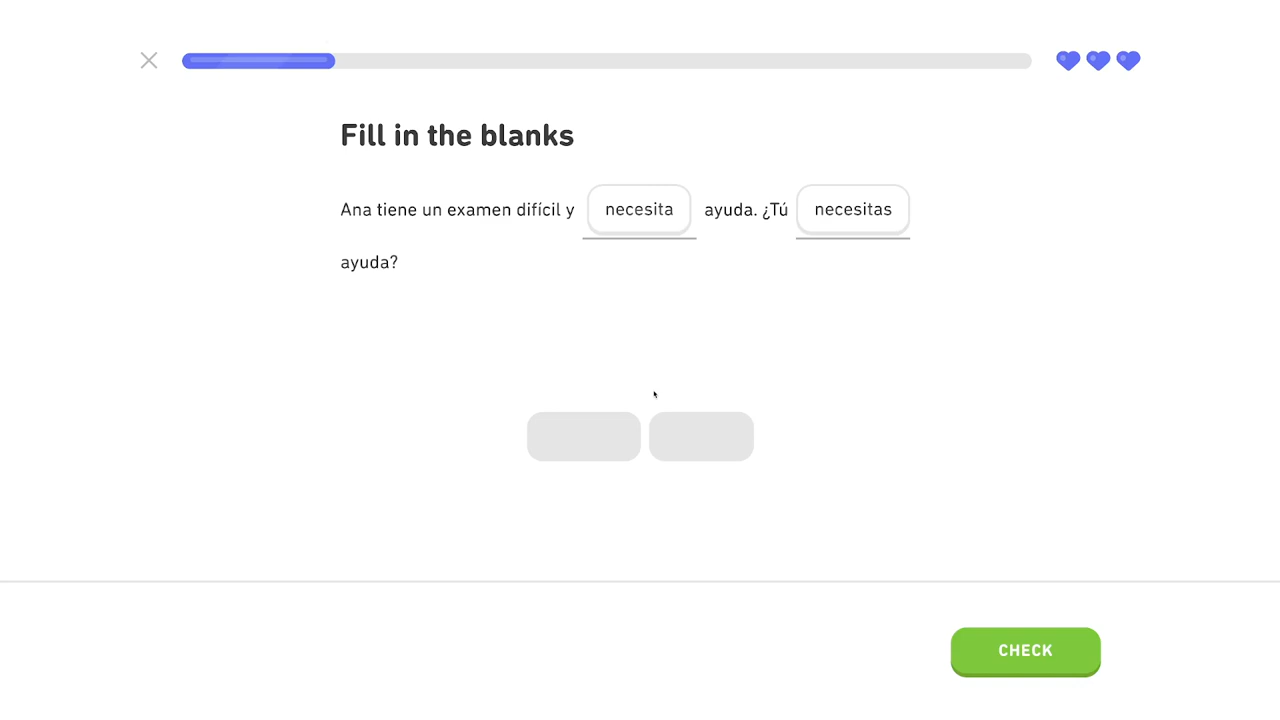 Fill in the blanks
Ana tiene un examen difícil y necesita ayuda. ¿Tú necesitas
ayuda?
CHECK